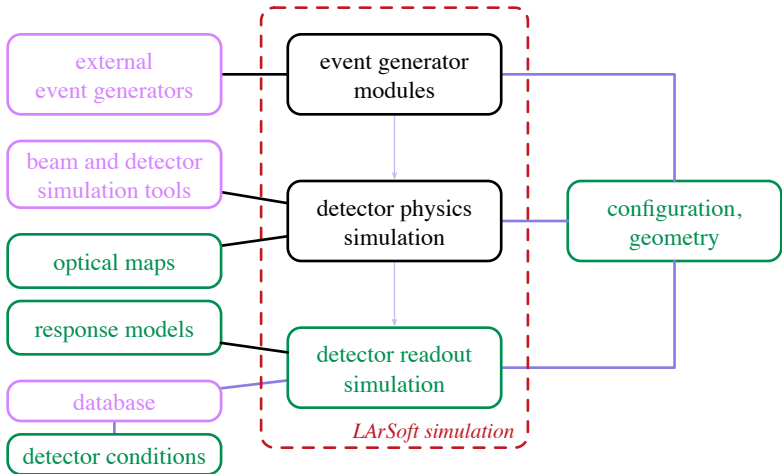 external
event generators
event generator
modules
beam and detector
simulation tools
detector physics
simulation
configuration,
geometry
optical maps
response models
detector readout
simulation
database
LArSoft simulation
detector conditions